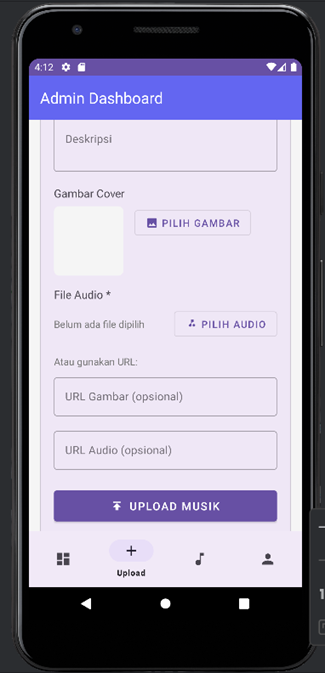 4:12
Admin Dashboard
Deskripsi
Gambar Cover
PILIH GAMBAR
File Audio *
Belum ada file dipilih
PILIH AUDIO
Atau gunakan URL:
URL Gambar (opsional)
URL Audio (opsional)
UPLOAD MUSIK
Upload